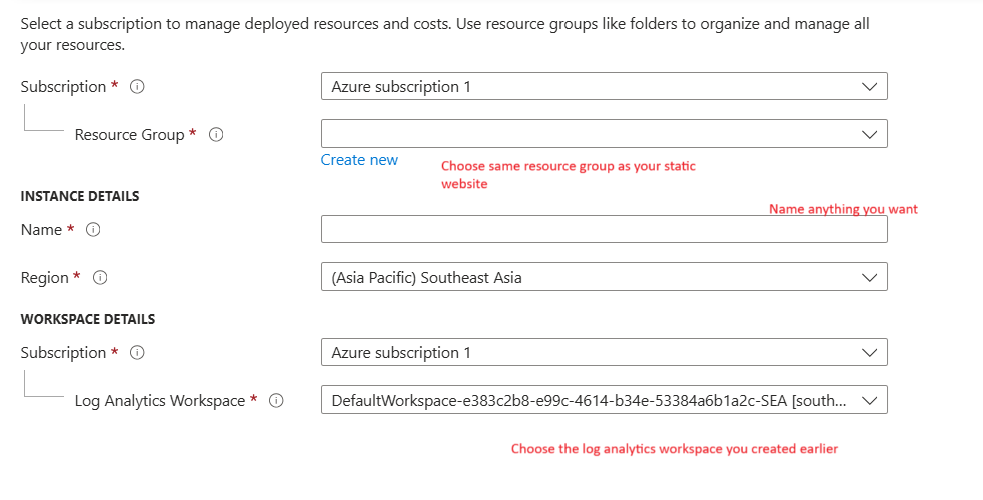 Select a subscription to manage deployed resources and costs. Use resource groups like folders to organize and manage all
your resources.
Subscription *
Azure subscription 1
Resource Group *
Create new
Choose same resource group as your static
website
INSTANCE DETAILS
Name anything you want
Name *
Region *
(Asia Pacific) Southeast Asia
WORKSPACE DETAILS
Subscription *
Azure subscription 1
Log Analytics Workspace *
DefaultWorkspace-e383c2b8-e99c-4614-b34e-53384a6b1a2c-SEA [south...
Choose the log analytics workspace you created earlier